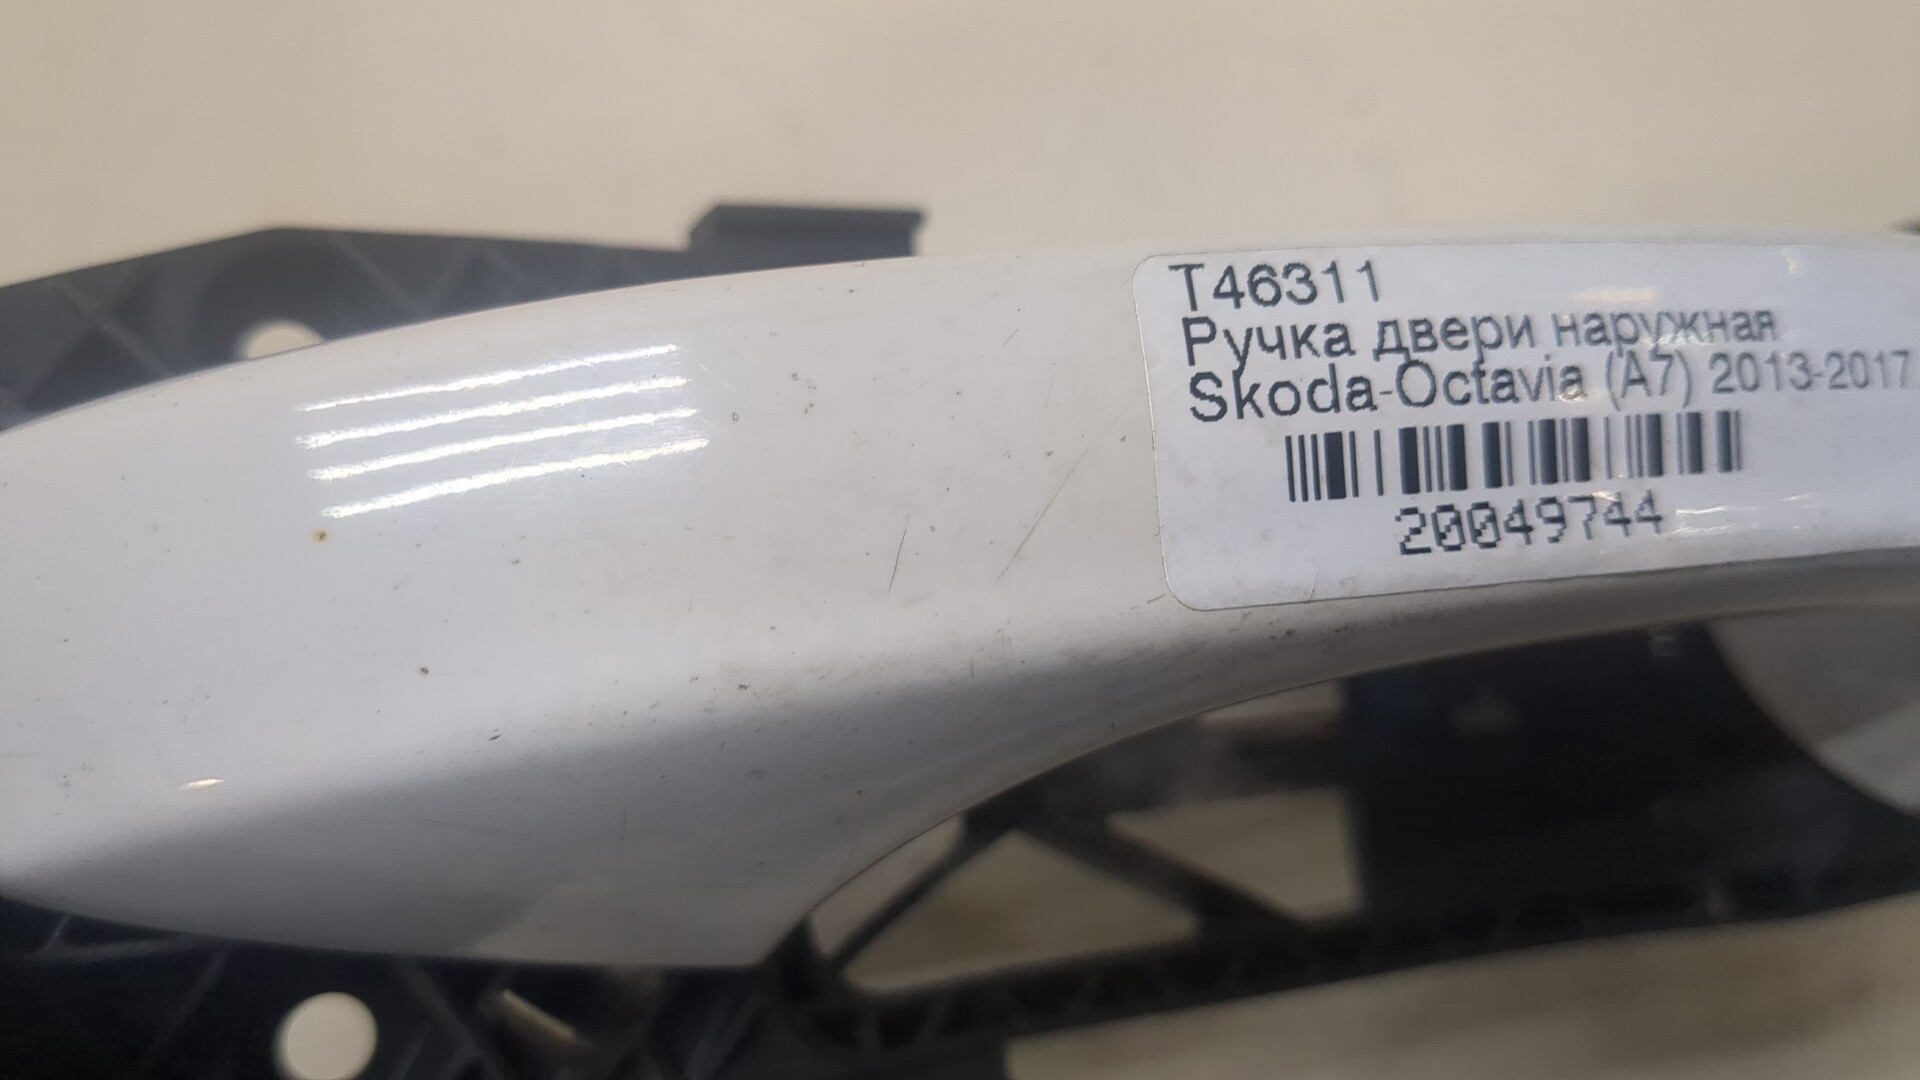 T46311
Ручка двери наружная
Skoda-Octavia (A7) 2013-2017
20049744